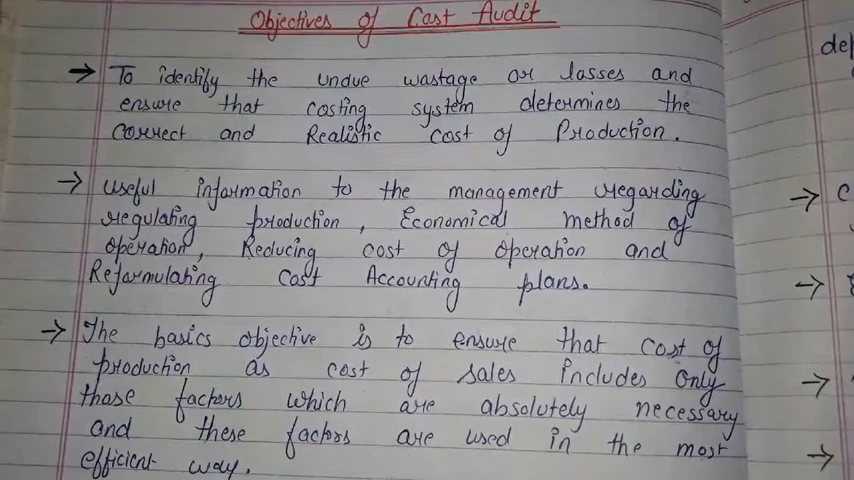 Objectives of Cost Audit
→ To identify the undue wastage or losses and
ensure that costing system determines the
correct and Realistic cost of Production.
→ useful information to the management regarding
regulating production, Economical method of
operation, Reducing cost of operation and
Reformulating cost Accounting plans.
→ The basics objective is to ensure that cost of
production as cost of sales includes only
those factors which are absolutely necessary
and these factors are used in the most
efficient way.